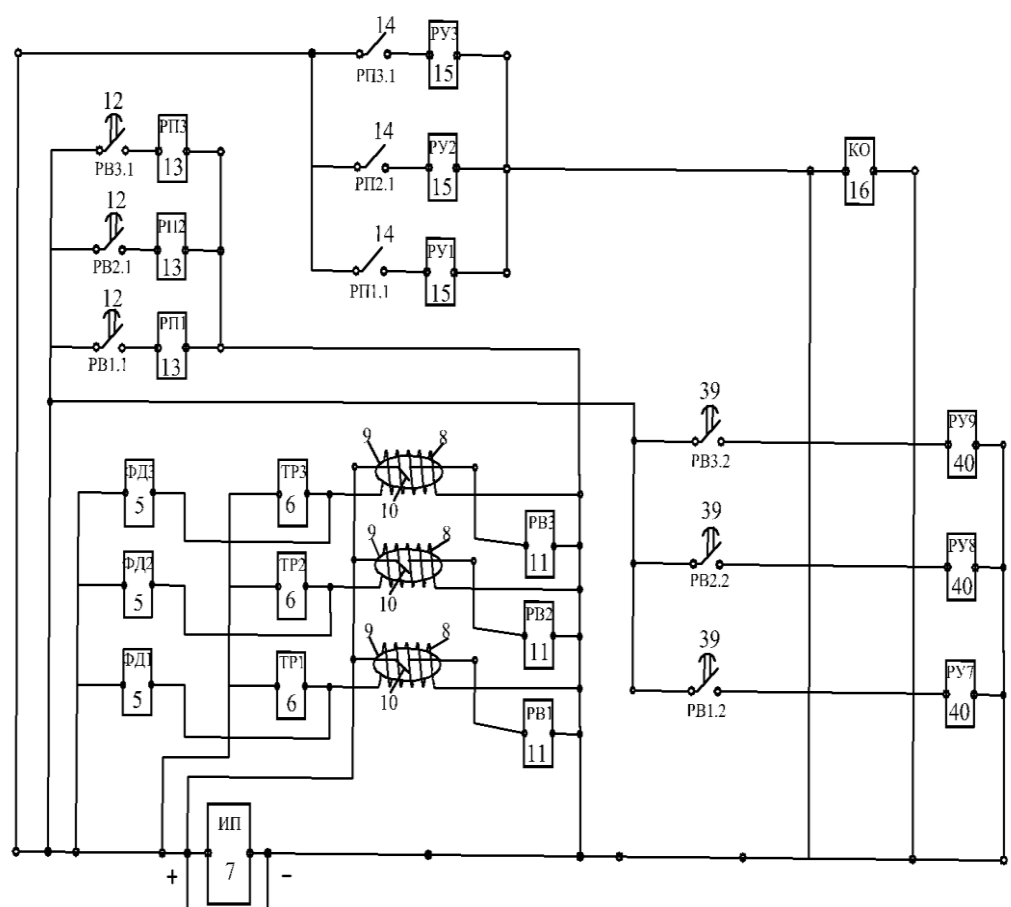 14
РУ3
15
РП3.1
12
РП3
13
РВ3.1
14
РУ2
15
РП2.1
КО
16
12
РП2
13
РВ2.1
14
РУ1
15
РП1.1
12
РП1
13
РВ1.1
39
РУ9
40
РВ3.2
ФД3
5
ТР3
6
9
8
10
РВ3
11
39
РУ8
40
РВ2.2
ФД2
5
ТР2
6
9
8
10
РВ2
11
39
РУ7
40
РВ1.2
ФД1
5
ТР1
6
9
8
10
РВ1
11
ИП
7
+
−